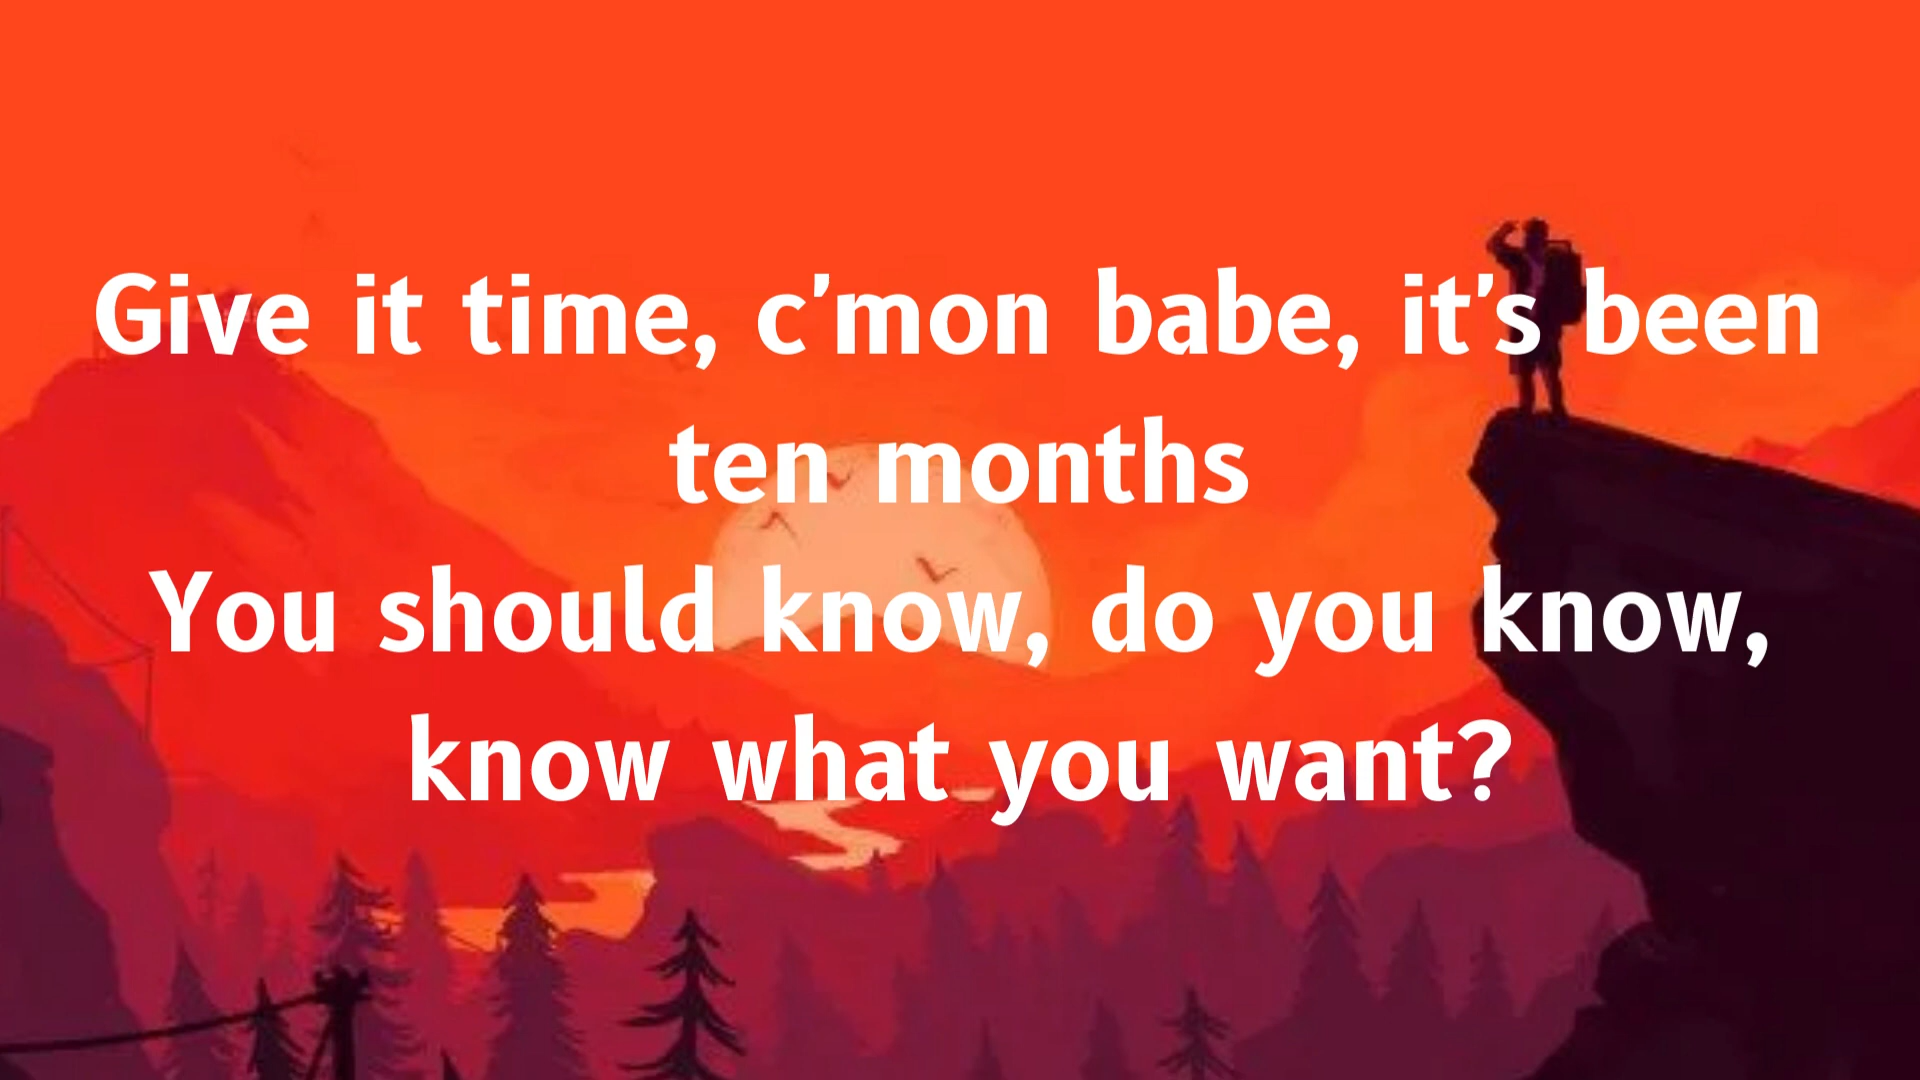 Give it time, c'mon babe, it's been
ten months
You should know, do you know,
know what you want?